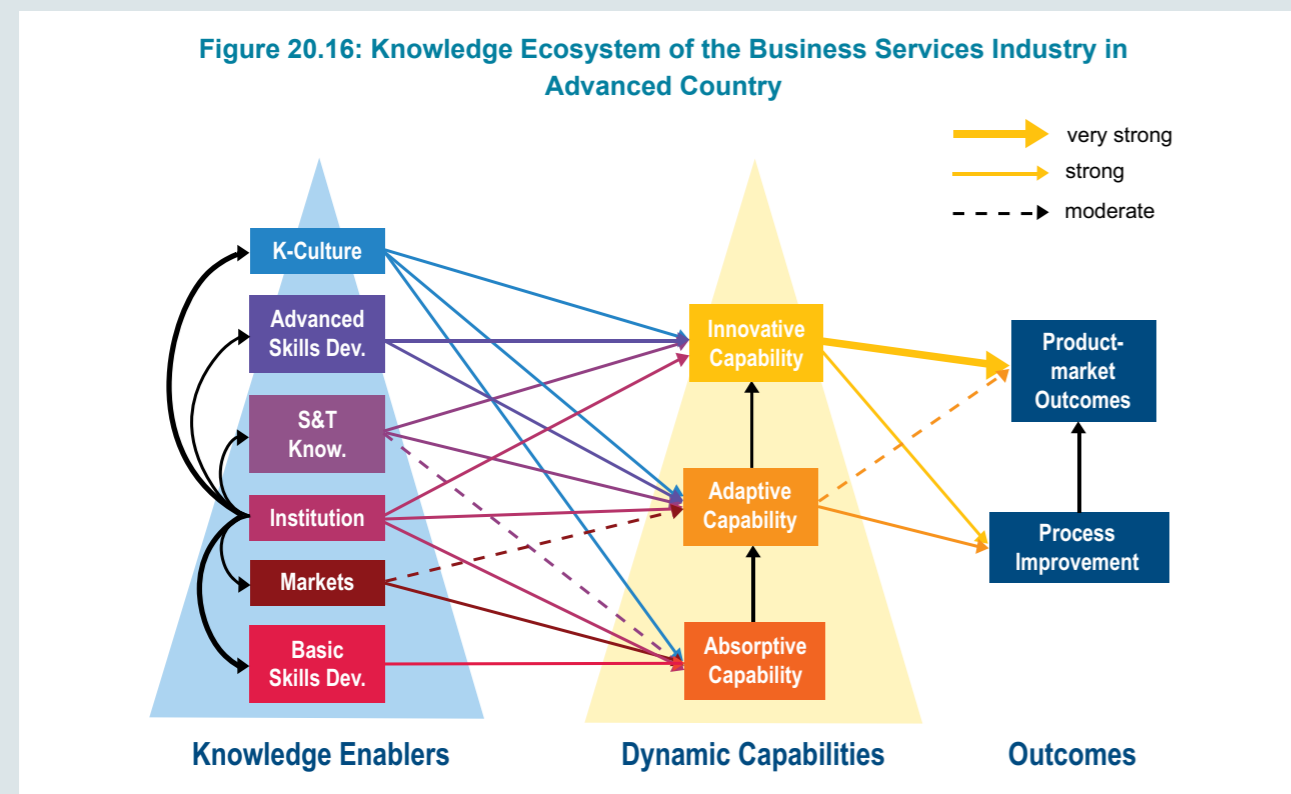 Figure 20.16: Knowledge Ecosystem of the Business Services Industry in
Advanced Country
very strong
strong
moderate
K-Culture
Advanced
Skills Dev.
S&T
Know.
Institution
Markets
Basic
Skills Dev.
Innovative
Capability
Adaptive
Capability
Absorptive
Capability
Product-
market
Outcomes
Process
Improvement
Knowledge Enablers
Dynamic Capabilities
Outcomes